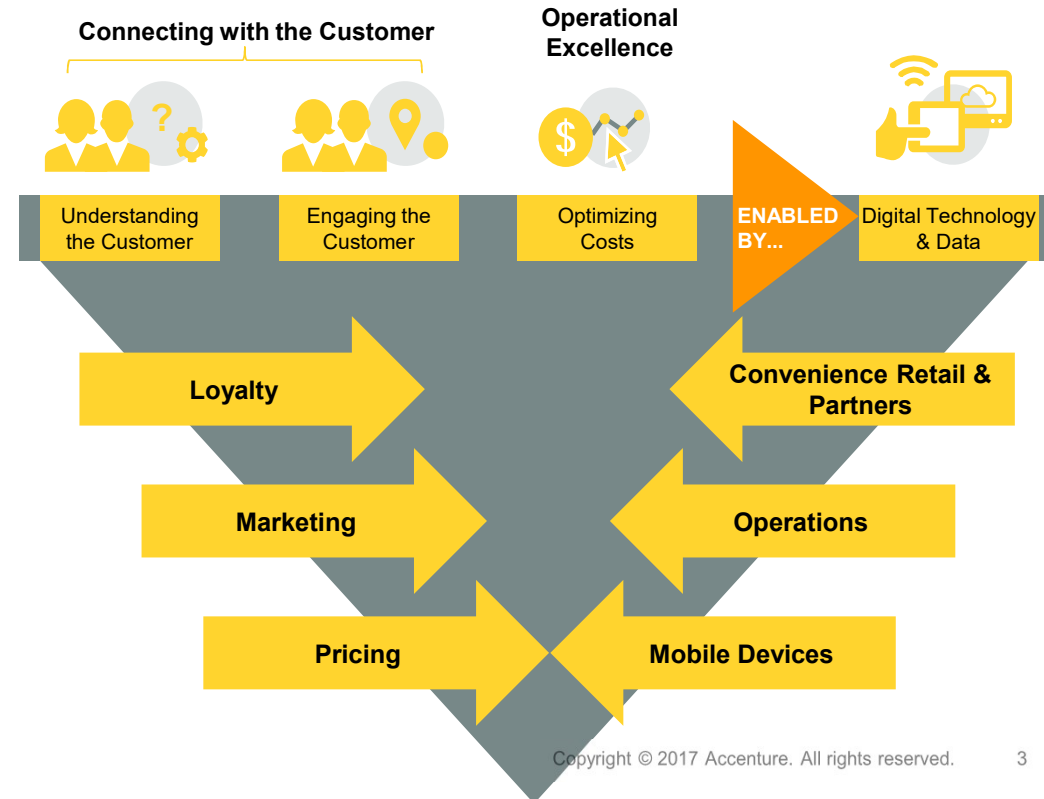 Connecting with the Customer
Operational
Excellence
?
$
Understanding
the Customer
Engaging the
Customer
Optimizing
Costs
ENABLED
BY...
Digital Technology
& Data
Loyalty
Convenience Retail &
Partners
Marketing
Operations
Pricing
Mobile Devices
Copyright © 2017 Accenture. All rights reserved.
3